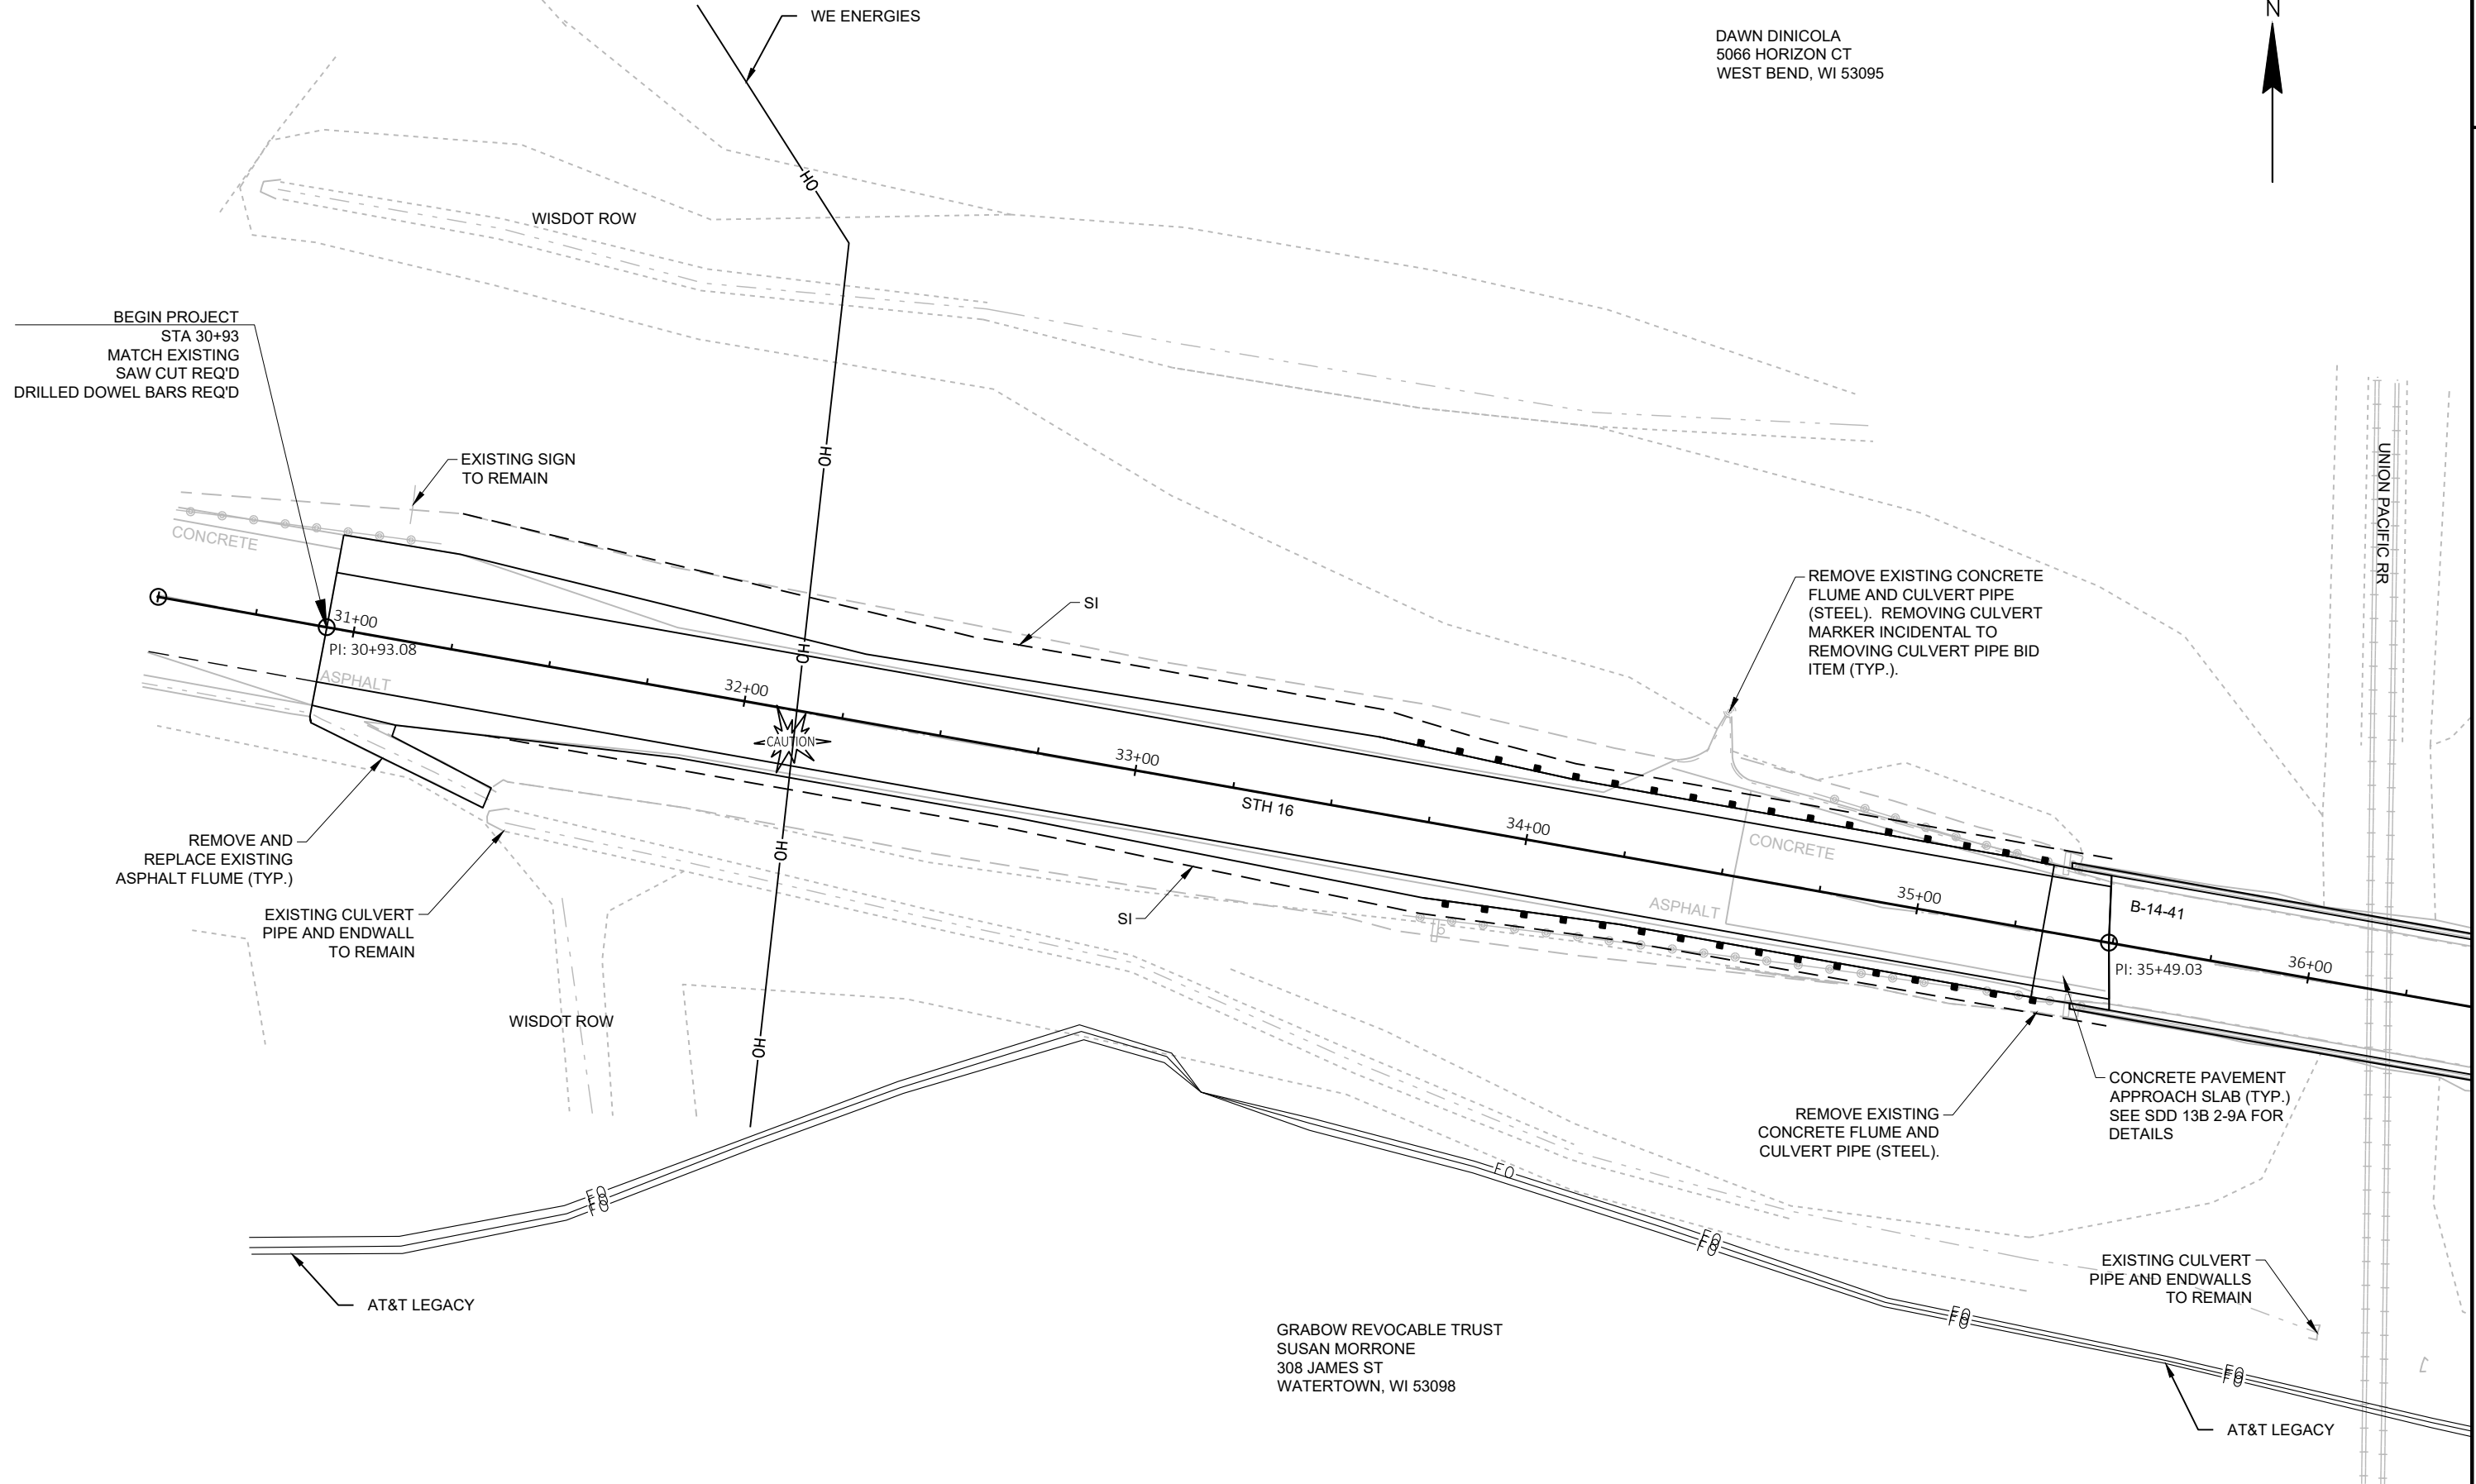 WE ENERGIES
DAWN DINICOLA
5066 HORIZON CT
WEST BEND, WI 53095
N
OH
WISDOT ROW
BEGIN PROJECT
STA 30+93
MATCH EXISTING
SAW CUT REQ'D
DRILLED DOWEL BARS REQ'D
OH
UNION PACIFIC RR
EXISTING SIGN
TO REMAIN
CONCRETE
SI
REMOVE EXISTING CONCRETE
FLUME AND CULVERT PIPE
(STEEL). REMOVING CULVERT
MARKER INCIDENTAL TO
REMOVING CULVERT PIPE BID
ITEM (TYP.).
31+00
PI: 30+93.08
OH
ASPHALT
32+00
CAUTION
33+00
STH 16
34+00
CONCRETE
OH
REMOVE AND
REPLACE EXISTING
ASPHALT FLUME (TYP.)
35+00
ASPHALT
B-14-41
SI
EXISTING CULVERT
PIPE AND ENDWALL
TO REMAIN
PI: 35+49.03
36+00
WISDOT ROW
OH
CONCRETE PAVEMENT
APPROACH SLAB (TYP.)
SEE SDD 13B 2-9A FOR
DETAILS
REMOVE EXISTING
CONCRETE FLUME AND
CULVERT PIPE (STEEL).
FO
FO
FO
FO
FO
FO
EXISTING CULVERT
PIPE AND ENDWALLS
TO REMAIN
AT&T LEGACY
FO
FO
GRABOW REVOCABLE TRUST
SUSAN MORRONE
308 JAMES ST
WATERTOWN, WI 53098
FO
FO
AT&T LEGACY